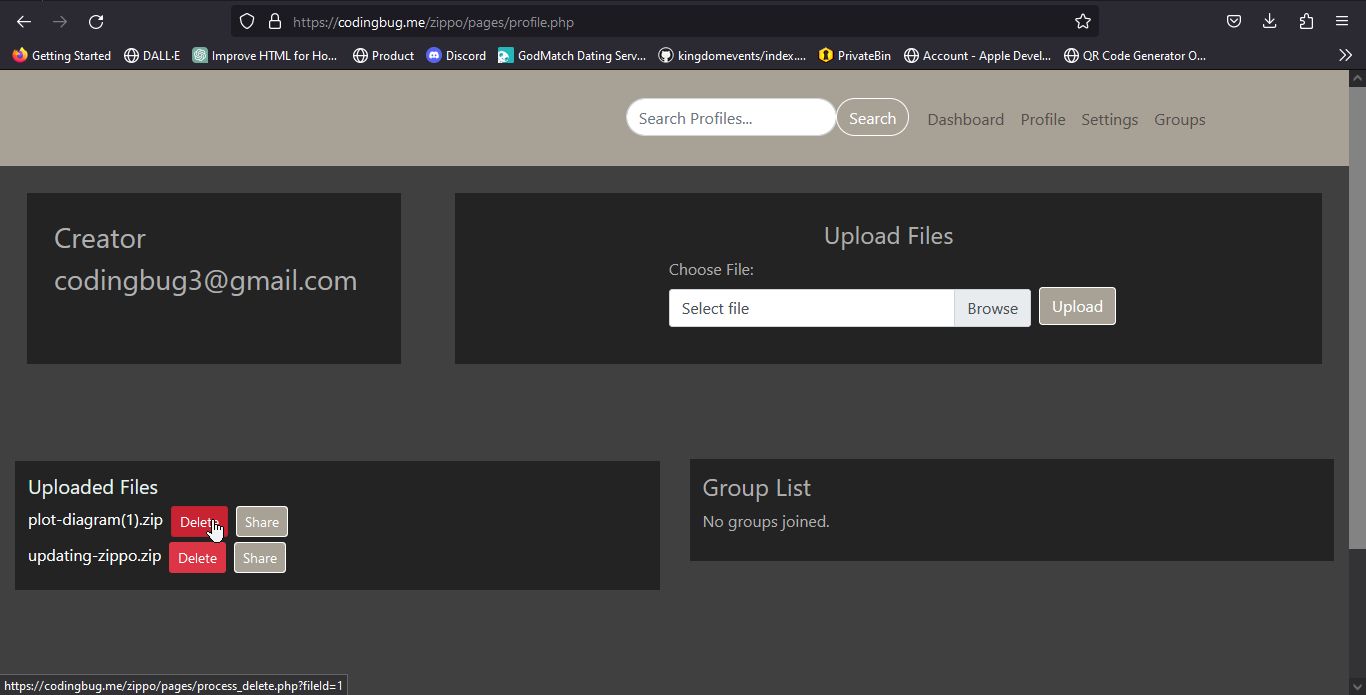 https://codingbug.me/zippo/pages/profile.php
Getting Started DALL·E Improve HTML for Ho... Product Discord GodMatch Dating Serv... kingdomevents/index.... PrivateBin Account - Apple Devel... QR Code Generator O...
Search Profiles... Search Dashboard Profile Settings Groups
Creator
codingbug3@gmail.com
Upload Files
Choose File:
Select file Browse Upload
Uploaded Files
plot-diagram(1).zip Delete Share
updating-zippo.zip Delete Share
Group List
No groups joined.
https://codingbug.me/zippo/pages/process_delete.php?fileId=1